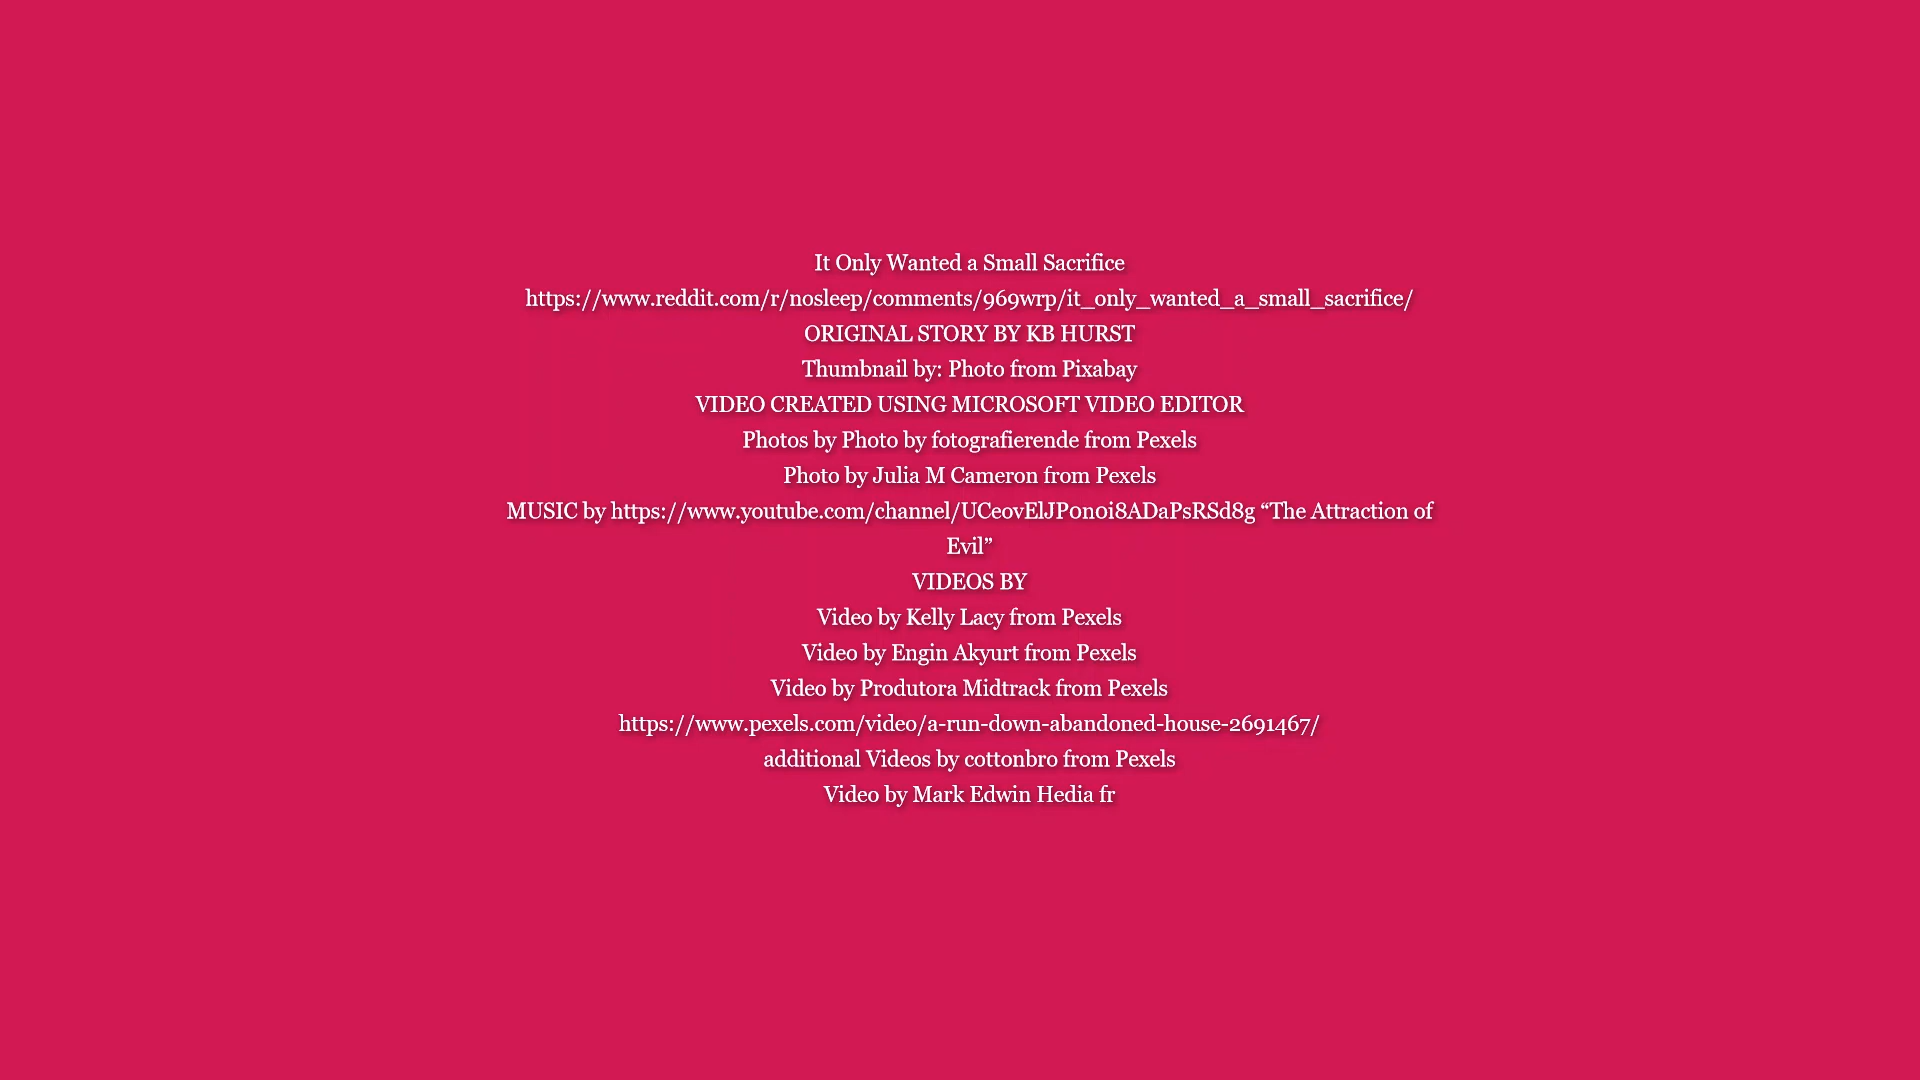 It Only Wanted a Small Sacrifice
https://www.reddit.com/r/nosleep/comments/969wrp/it_only_wanted_a_small_sacrifice/
ORIGINAL STORY BY KB HURST
Thumbnail by: Photo from Pixabay
VIDEO CREATED USING MICROSOFT VIDEO EDITOR
Photos by Photo by fotografierende from Pexels
Photo by Julia M Cameron from Pexels
MUSIC by https://www.youtube.com/channel/UCeovElJP0n0i8ADaPsRSd8g “The Attraction of
Evil”
VIDEOS BY
Video by Kelly Lacy from Pexels
Video by Engin Akyurt from Pexels
Video by Produtora Midtrack from Pexels
https://www.pexels.com/video/a-run-down-abandoned-house-2691467/
additional Videos by cottonbro from Pexels
Video by Mark Edwin Hedia fr